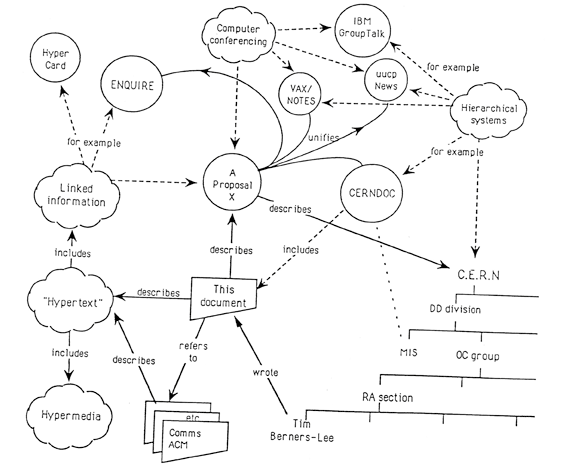 IBM
GroupTalk
Computer
conferencing
Hyper
Card
ENQUIRE
for example
uucp
News
VAX/
NOTES
Hierarchical
systems
for example
unifies
for example
A
Proposal
X
Linked
information
CERNDOC
describes
includes
describes
includes
C.E.R.N
This
document
describes
"Hypertext"
DD division
refers
to
MIS
OC group
includes
describes
wrote
RA section
Hypermedia
etc
Comms
ACM
Tim
Berners-Lee